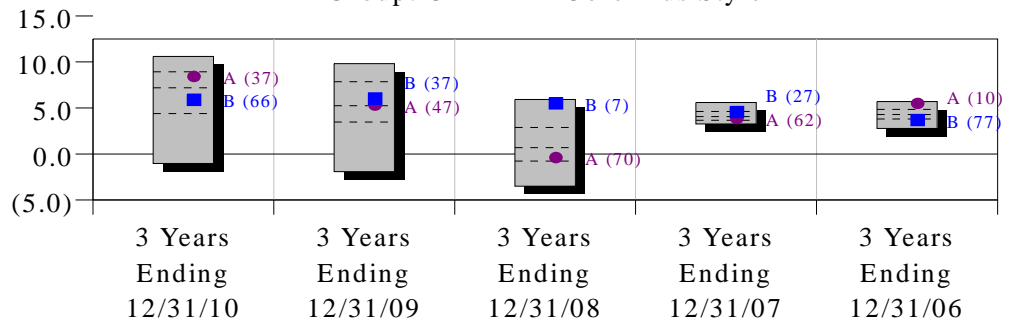 15.0
10.0
5.0
0.0
(5.0)
A (37)
B (66)
B (37)
A (47)
B (7)
A (70)
B (27)
A (62)
A (10)
B (77)
3 Years
Ending
12/31/10
3 Years
Ending
12/31/09
3 Years
Ending
12/31/08
3 Years
Ending
12/31/07
3 Years
Ending
12/31/06